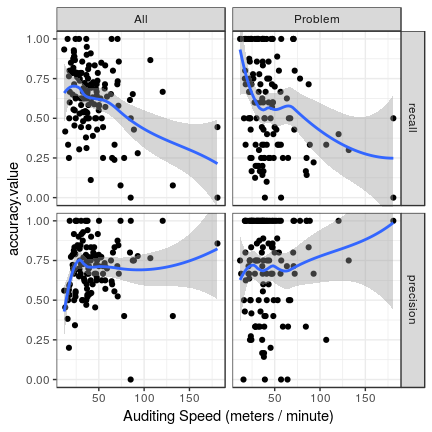 All Problem
1.00
0.75
0.50
0.25
0.00
recall
1.00
0.75
0.50
0.25
0.00
precision
accuracy.value
50 100 150 50 100 150
Auditing Speed (meters / minute)